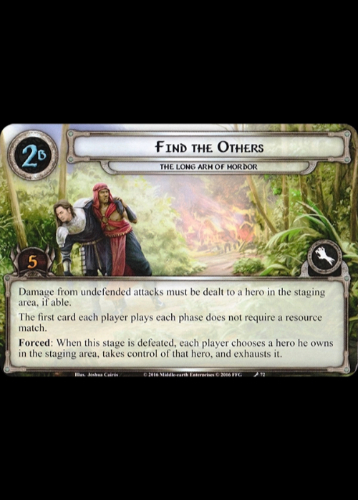 2B
FIND THE OTHERS
THE LONG ARM OF MORDOR
5
Damage from undefended attacks must be dealt to a hero in the staging
area, if able.
The first card each player plays each phase does not require a resource
match.
Forced: When this stage is defeated, each player chooses a hero he owns
in the staging area, takes control of that hero, and exhausts it.
Illus. Joshua Cairós © 2016 Middle-earth Enterprises © 2016 FFG 72